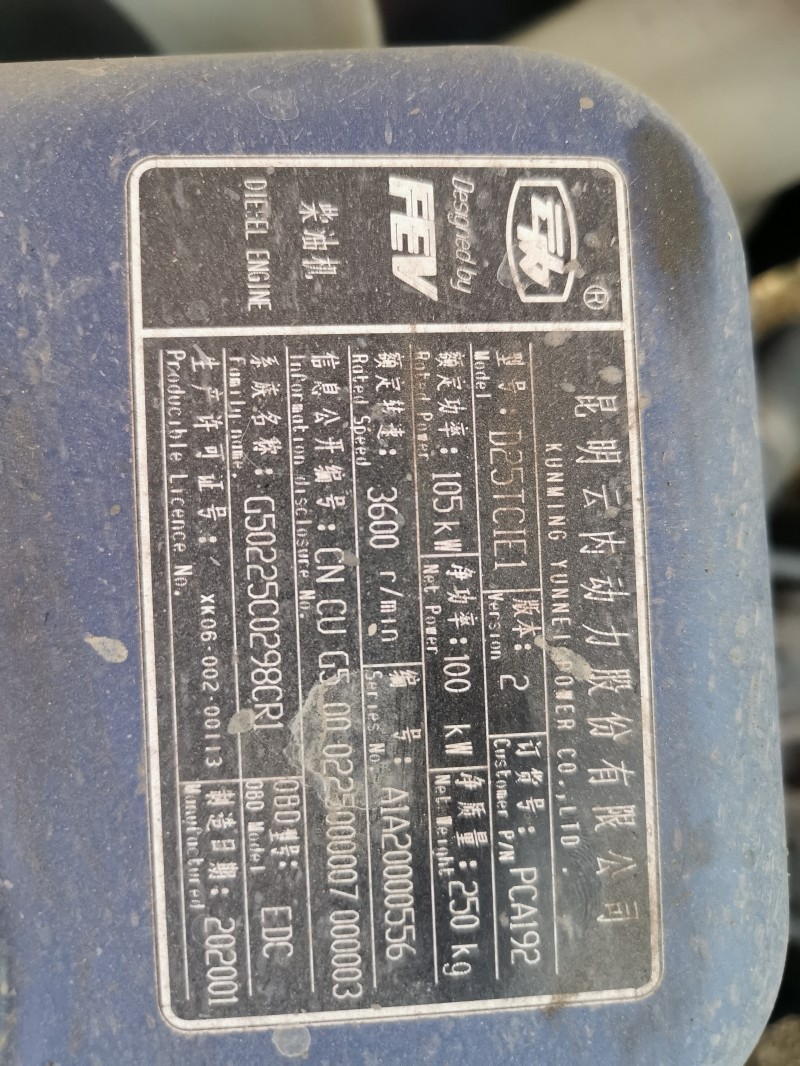 ®
Designed by
FEV
柴油机
DIESEL ENGINE
昆明云内动力股份有限公司
KUNMING YUNNEI POWER CO.,LTD.
型号: D25TCIE1 版本: 2 订货号: PCA192
Model Version Customer P/N
额定功率: 105kW 净功率: 100 kW 净质量: 250 kg
Rated Power Net Power Net Weight
额定转速: 3600 r/min 编 号: A1A20000556
Rated Speed Series No.
信息公开编号: CN CU G5 00 0225000007 000003
Information disclosure No.
系族名称: G50225C0298CR1 OBD型号: EDC
Family name. OBD Model
生产许可证号: XK06-002 00113 制造日期: 202001
Producible Licence No. Manufactured